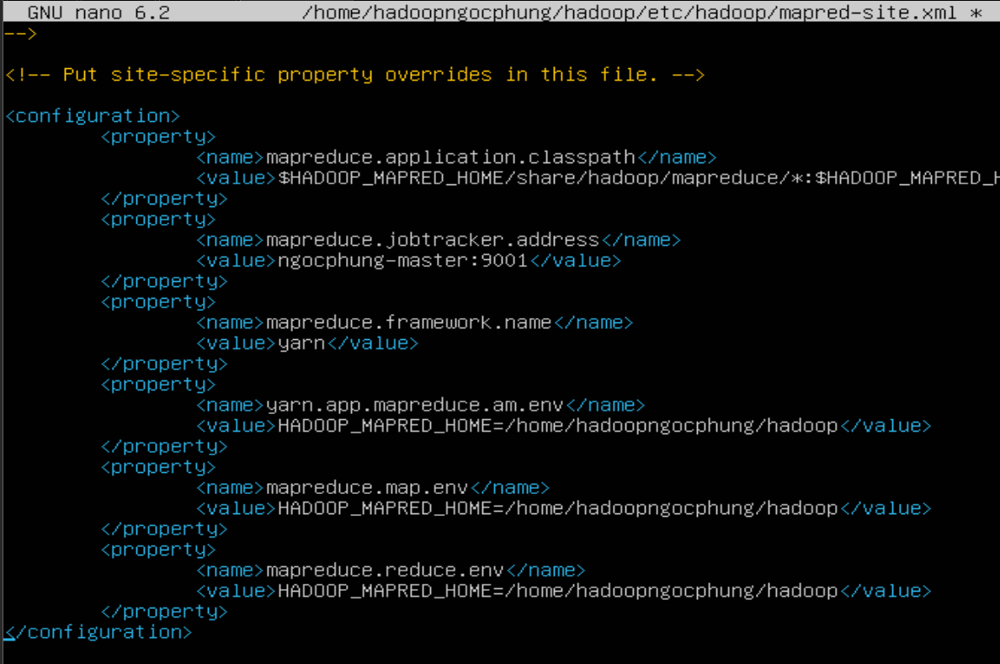 GNU nano 6.2 /home/hadoopngocphung/hadoop/etc/hadoop/mapred-site.xml *
-->
<!-- Put site-specific property overrides in this file. -->
<configuration>
<property>
<name>mapreduce.application.classpath</name>
<value>$HADOOP_MAPRED_HOME/share/hadoop/mapreduce/*:$HADOOP_MAPRED_H
</property>
<property>
<name>mapreduce.jobtracker.address</name>
<value>ngocphung-master:9001</value>
</property>
<property>
<name>mapreduce.framework.name</name>
<value>yarn</value>
</property>
<property>
<name>yarn.app.mapreduce.am.env</name>
<value>HADOOP_MAPRED_HOME=/home/hadoopngocphung/hadoop</value>
</property>
<property>
<name>mapreduce.map.env</name>
<value>HADOOP_MAPRED_HOME=/home/hadoopngocphung/hadoop</value>
</property>
<property>
<name>mapreduce.reduce.env</name>
<value>HADOOP_MAPRED_HOME=/home/hadoopngocphung/hadoop</value>
</property>
</configuration>